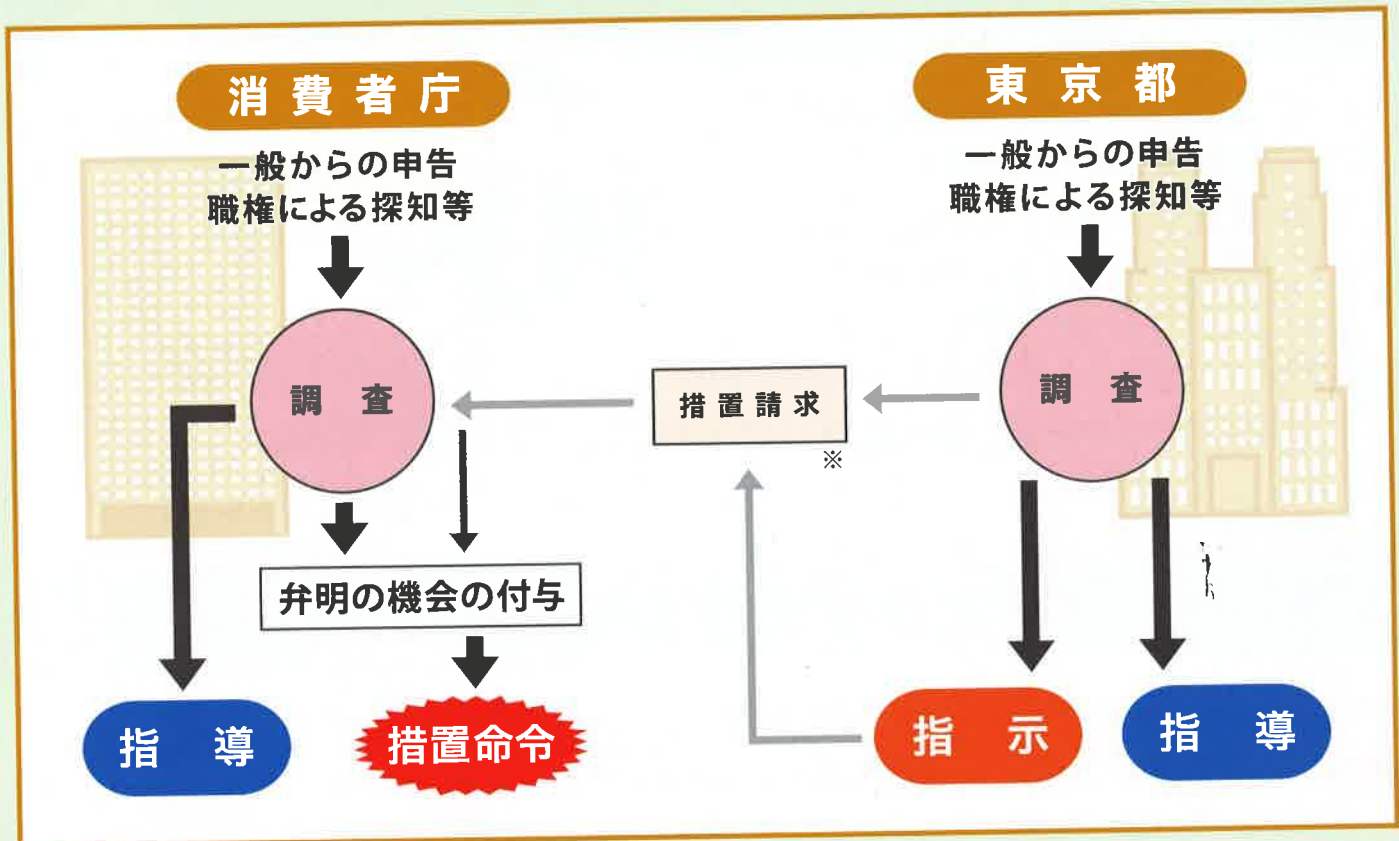 消費者庁
一般からの申告
職権による探知等
調査
弁明の機会の付与
指導
措置命令
措置請求
※
東京都
一般からの申告
職権による探知等
調査
指示
指導